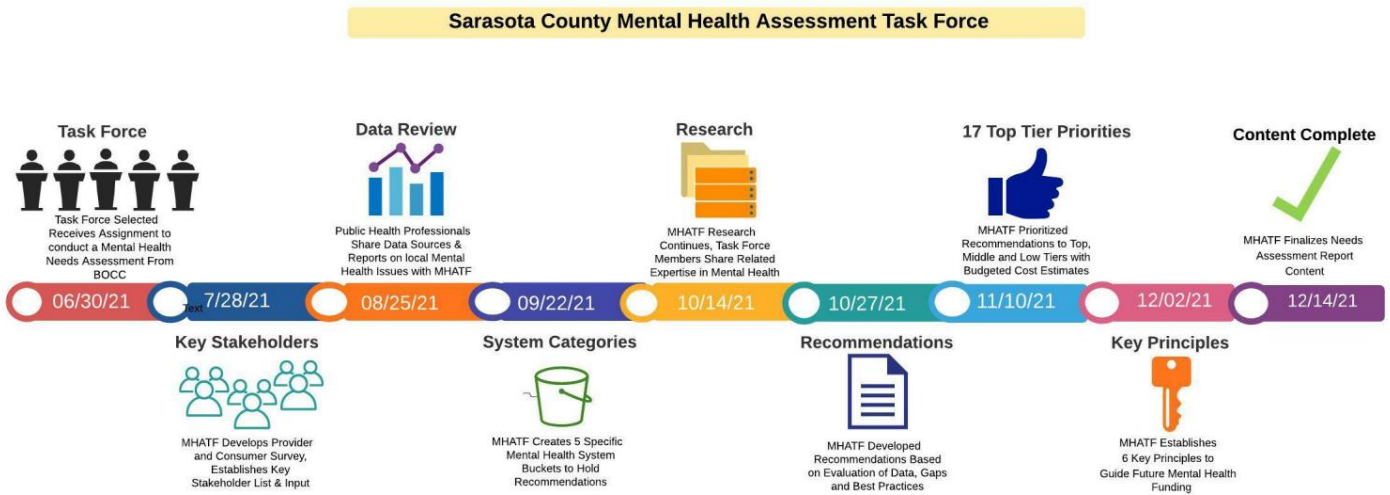 Sarasota County Mental Health Assessment Task Force
Task Force
Task Force Selected
Receives Assignment to
conduct a Mental Health
Needs Assessment From
BOCC
Data Review
Public Health Professionals
Share Data Sources &
Reports on local Mental
Health Issues with MHATF
Research
MHATF Research
Continues, Task Force
Members Share Related
Expertise in Mental Health
17 Top Tier Priorities
MHATF Prioritized
Recommendations to Top,
Middle and Low Tiers with
Budgeted Cost Estimates
Content Complete
MHATF Finalizes Needs
Assessment Report
Content
06/30/21
Text
7/28/21
08/25/21
09/22/21
10/14/21
10/27/21
11/10/21
12/02/21
12/14/21
Key Stakeholders
MHATF Develops Provider
and Consumer Survey,
Establishes Key
Stakeholder List & Input
System Categories
MHATF Creates 5 Specific
Mental Health System
Buckets to Hold
Recommendations
Recommendations
MHATF Developed
Recommendations Based
on Evaluation of Data, Gaps
and Best Practices
Key Principles
MHATF Establishes
6 Key Principles to
Guide Future Mental Health
Funding